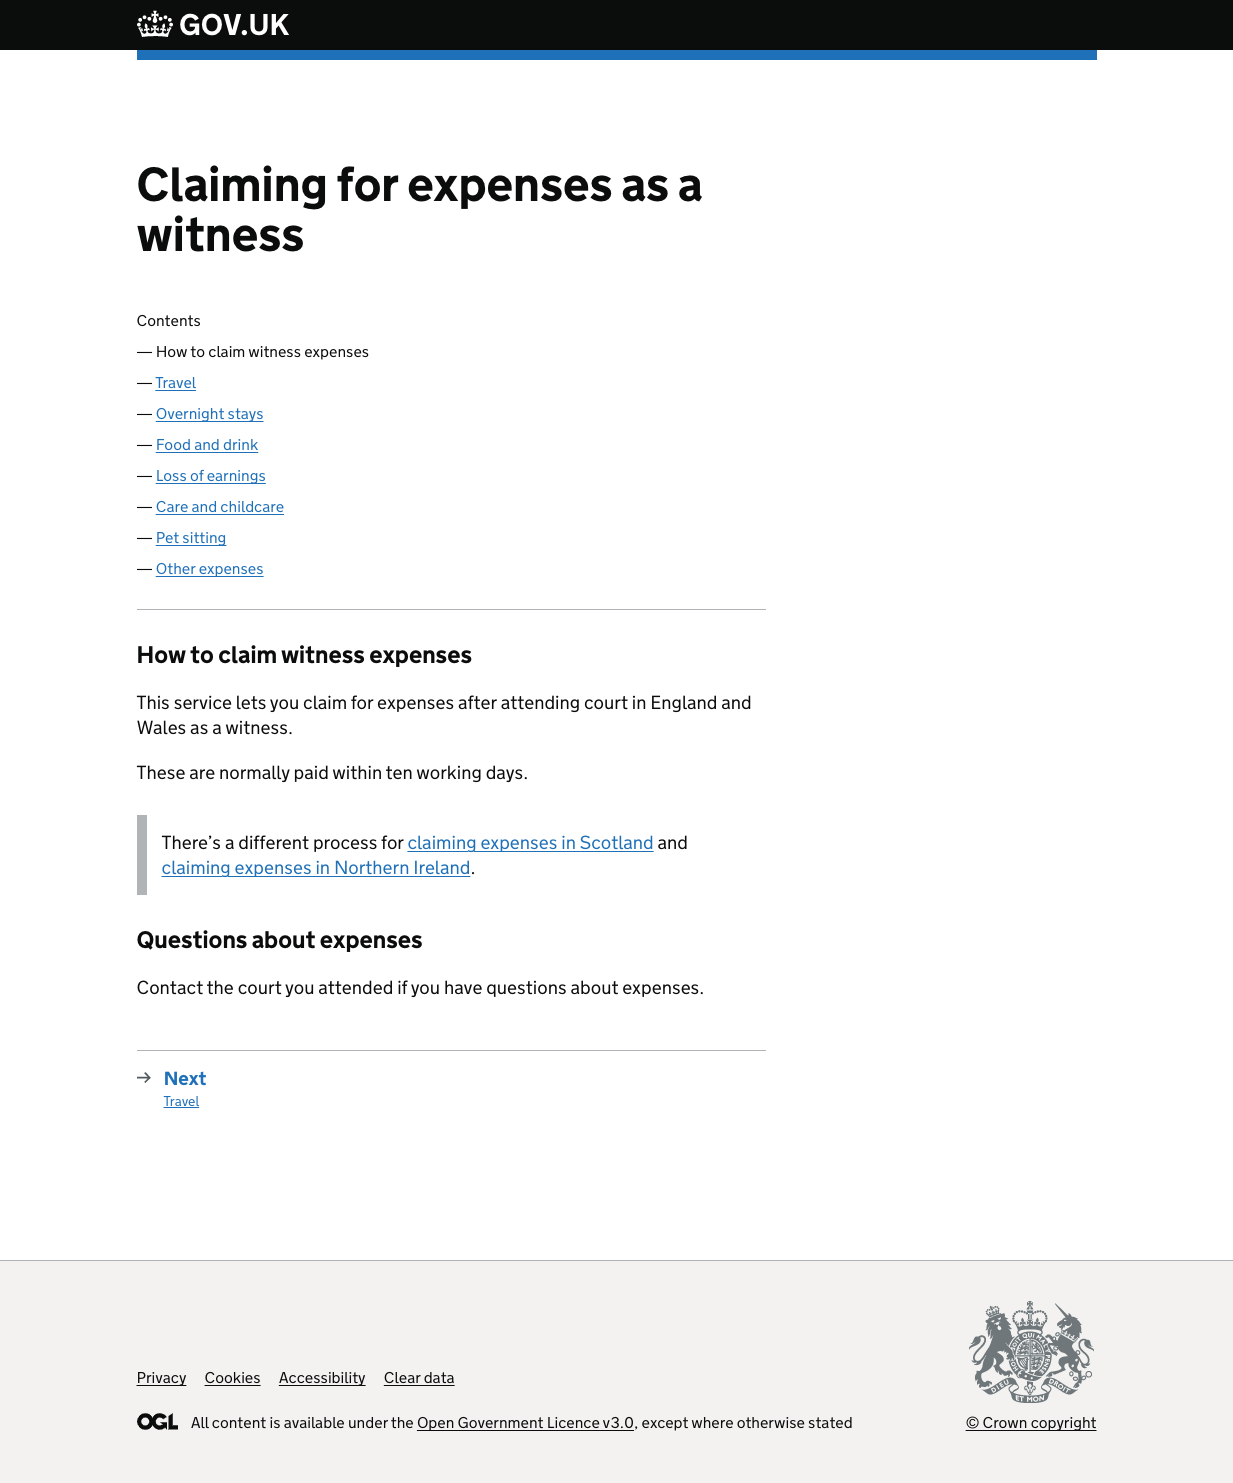 GOV.UK
Claiming for expenses as a
witness
Contents
— How to claim witness expenses
— Travel
— Overnight stays
— Food and drink
— Loss of earnings
— Care and childcare
— Pet sitting
— Other expenses
How to claim witness expenses
This service lets you claim for expenses after attending court in England and
Wales as a witness.
These are normally paid within ten working days.
There’s a different process for claiming expenses in Scotland and
claiming expenses in Northern Ireland.
Questions about expenses
Contact the court you attended if you have questions about expenses.
→ Next
Travel
Privacy Cookies Accessibility Clear data
OGL All content is available under the Open Government Licence v3.0, except where otherwise stated
© Crown copyright